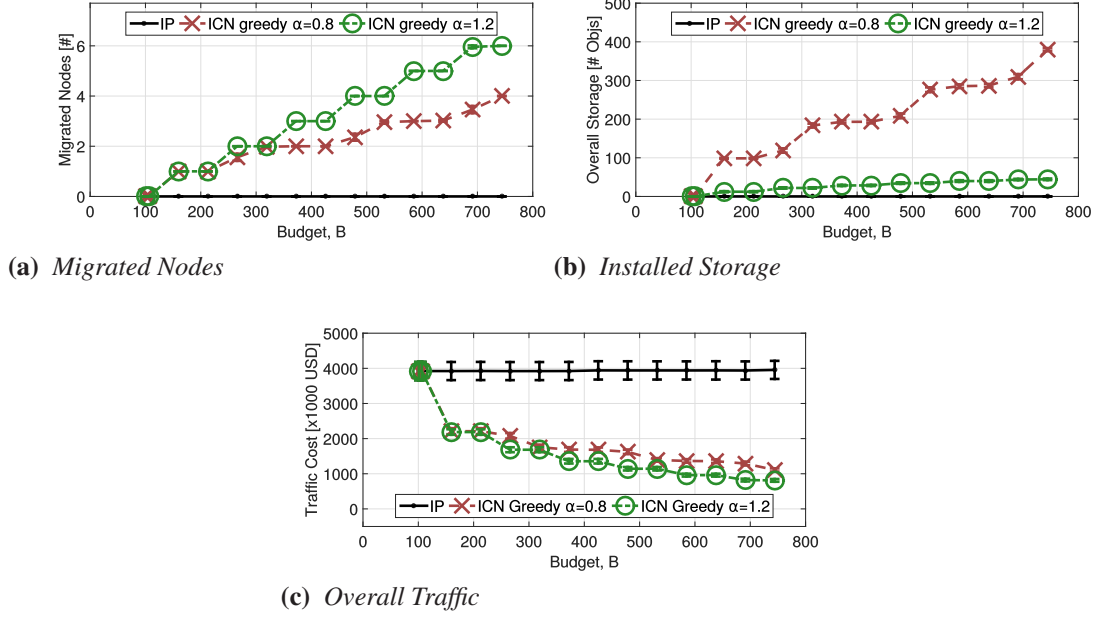 IP ICN greedy α=0.8 ICN greedy α=1.2
Migrated Nodes [#]
6
4
2
0
0 100 200 300 400 500 600 700 800
Budget, B
(a) Migrated Nodes
IP ICN greedy α=0.8 ICN greedy α=1.2
Overall Storage [# Objs]
500
400
300
200
100
0
0 100 200 300 400 500 600 700 800
Budget, B
(b) Installed Storage
Traffic Cost [x1000 USD]
5000
4000
3000
2000
1000
0
IP ICN Greedy α=0.8 ICN Greedy α=1.2
0 100 200 300 400 500 600 700 800
Budget, B
(c) Overall Traffic